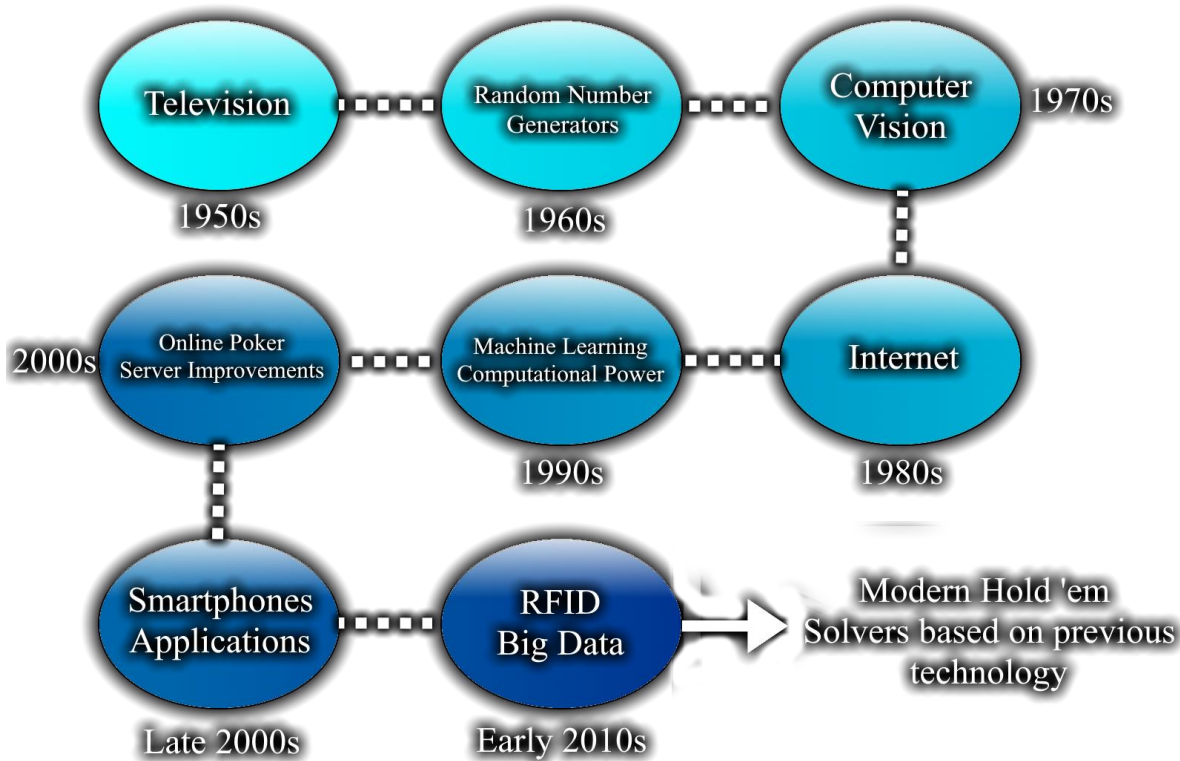 Television
1950s
Random Number
Generators
1960s
Computer
Vision
1970s
Internet
1980s
Machine Learning
Computational Power
1990s
Online Poker
Server Improvements
2000s
Smartphones
Applications
Late 2000s
RFID
Big Data
Early 2010s
Modern Hold 'em
Solvers based on previous
technology